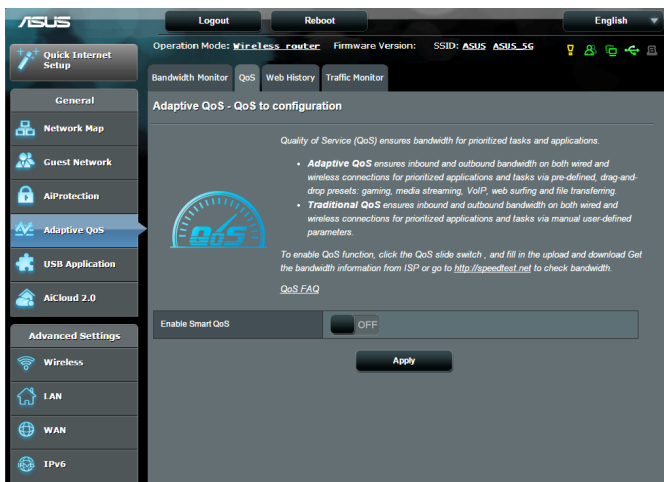 ASUS
Logout
Reboot
English
Quick Internet
Setup
Operation Mode: Wireless router Firmware Version: SSID: ASUS ASUS_5G
Bandwidth Monitor QoS Web History Traffic Monitor
General
Network Map
Guest Network
AiProtection
Adaptive QoS
USB Application
AiCloud 2.0
Advanced Settings
Wireless
LAN
WAN
IPv6
IPv6
Adaptive QoS - QoS to configuration
QoS
Quality of Service (QoS) ensures bandwidth for prioritized tasks and applications.
• Adaptive QoS ensures inbound and outbound bandwidth on both wired and
wireless connections for prioritized applications and tasks via pre-defined, drag-and-
drop presets: gaming, media streaming, VoIP, web surfing and file transferring.
• Traditional QoS ensures inbound and outbound bandwidth on both wired and
wireless connections for prioritized applications and tasks via manual user-defined
parameters.
To enable QoS function, click the QoS slide switch , and fill in the upload and download Get
the bandwidth information from ISP or go to http://speedtest.net to check bandwidth.
QoS FAQ
Enable Smart QoS
OFF
Apply